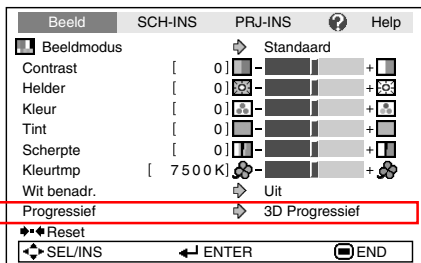 Beeld SCH-INS PRJ-INS ? Help
Beeldmodus Standaard
Contrast [ 0] - +
Helder [ 0] - +
Kleur [ 0] - +
Tint [ 0] - +
Scherpte [ 0] - +
Kleurtmp [ 7500K] - +
Wit benadr. Uit
Progressief 3D Progressief
Reset
SEL/INS ENTER END